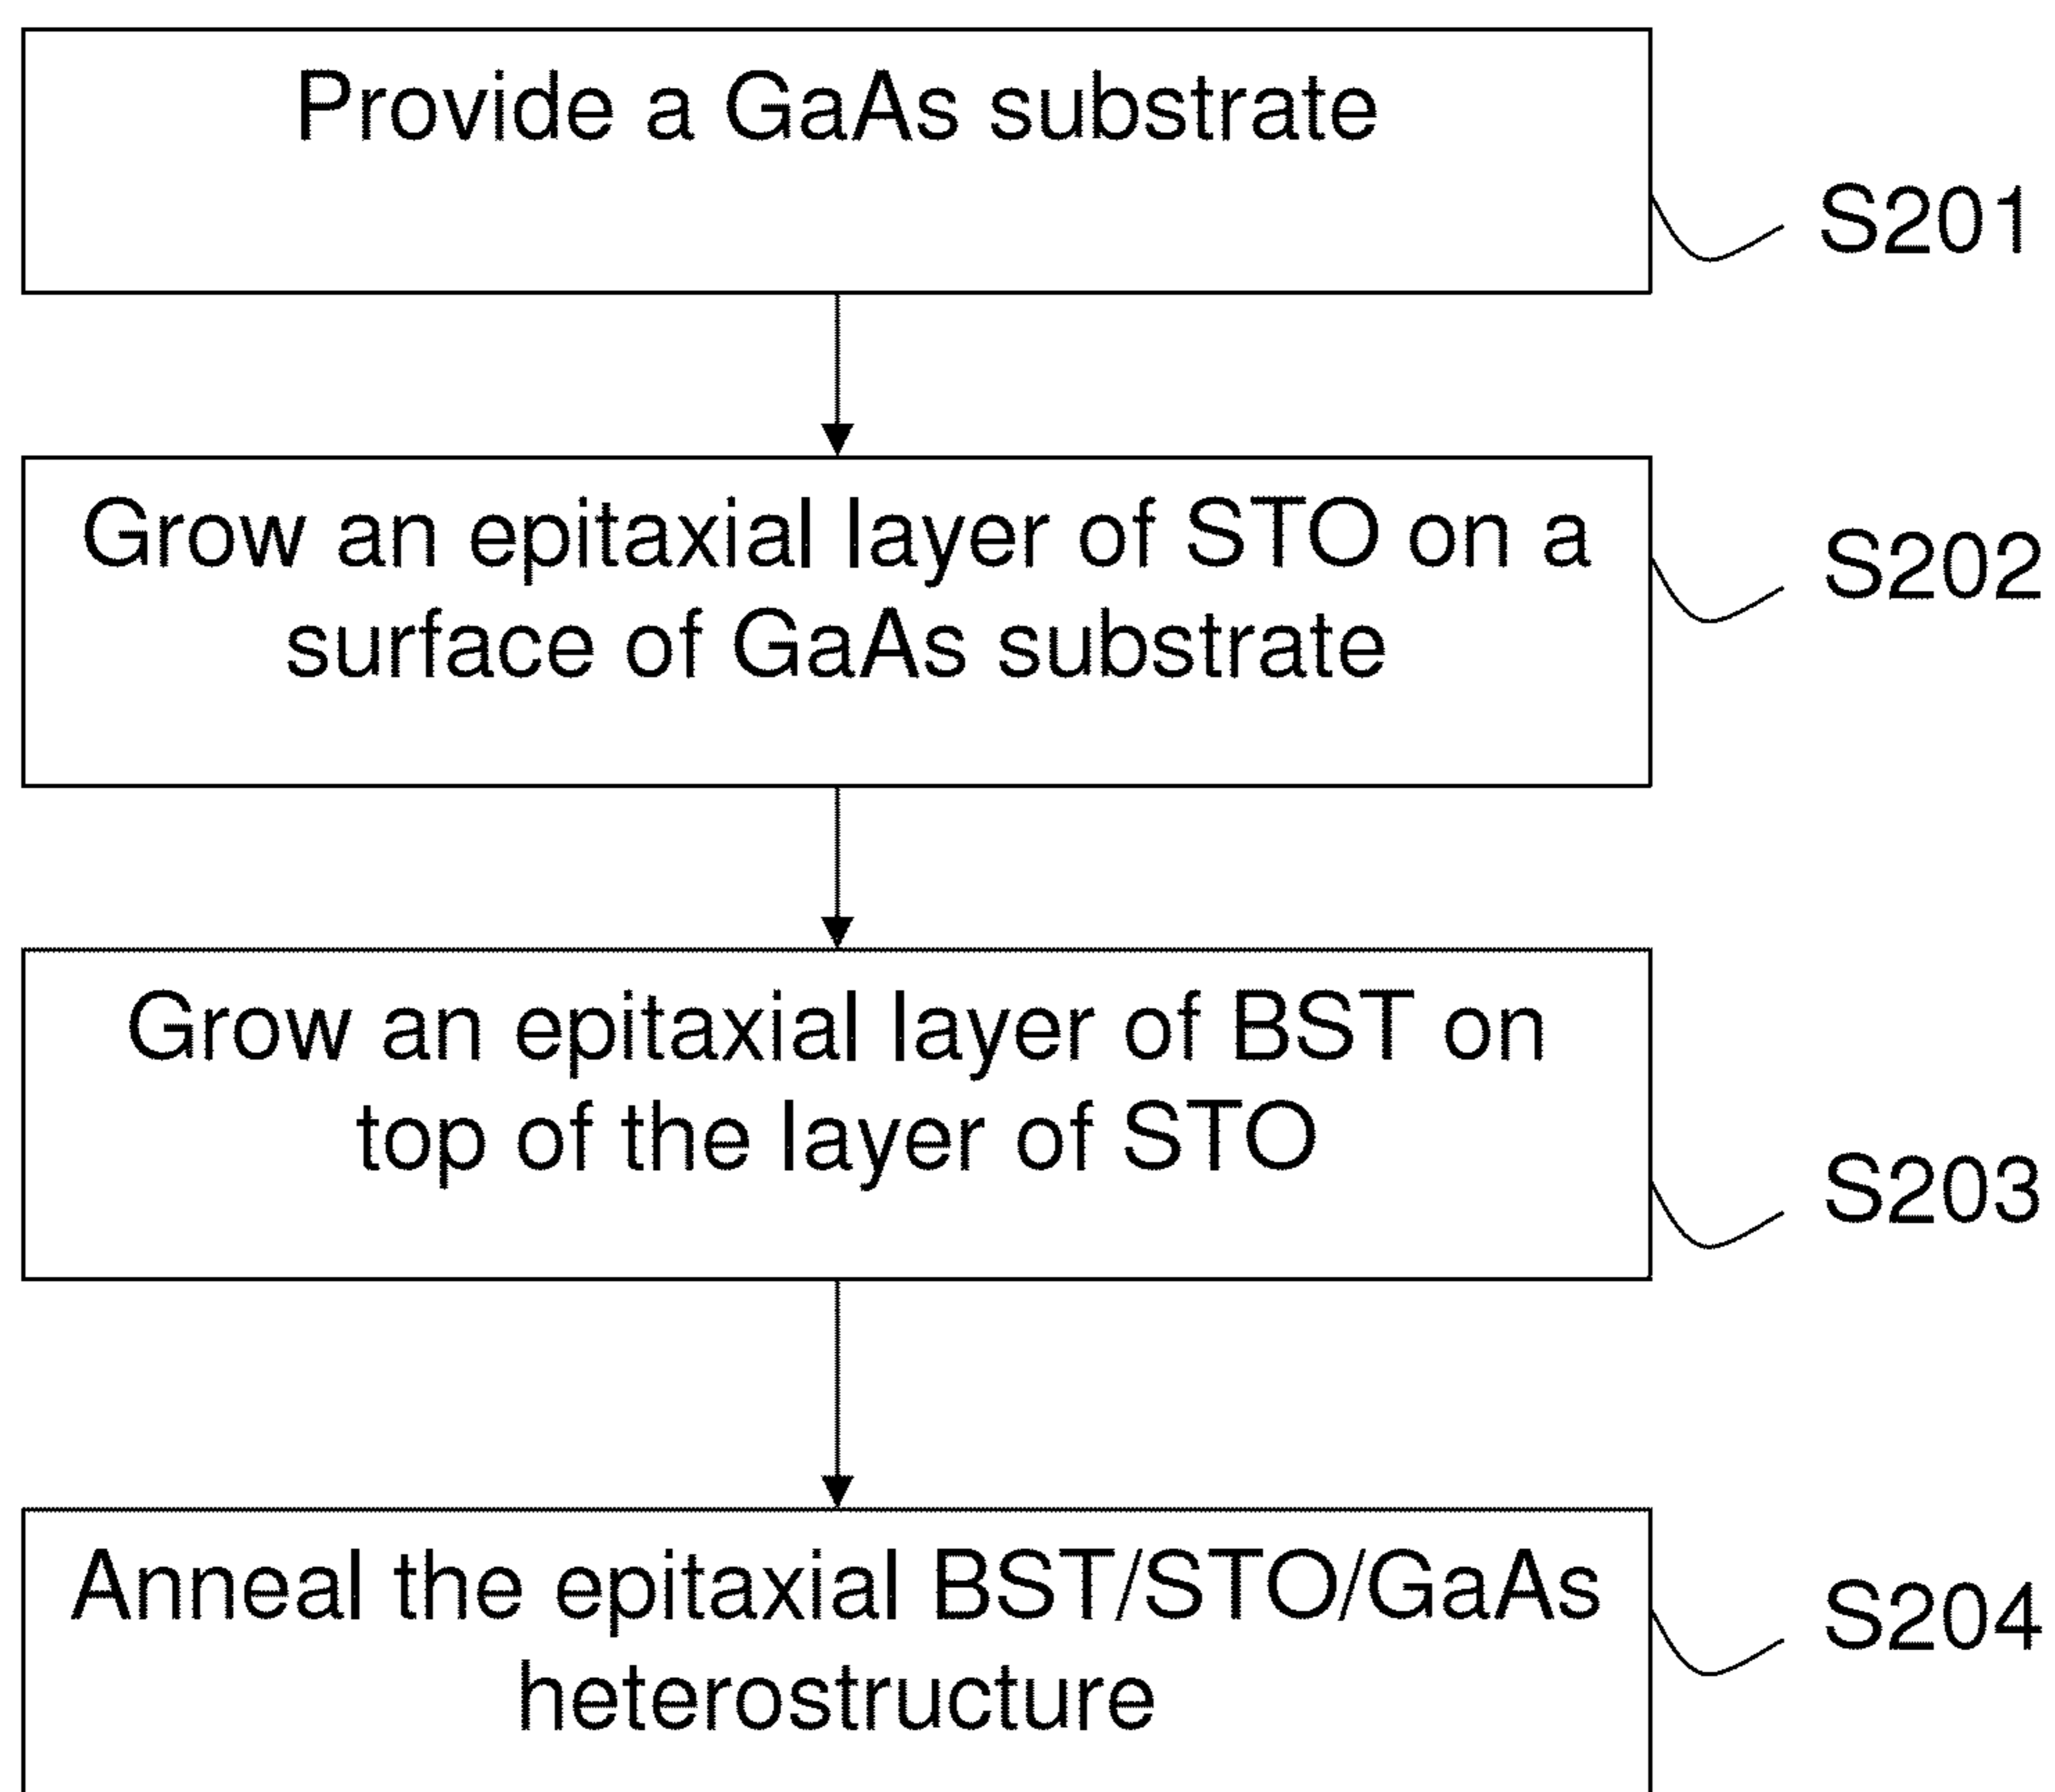 Provide a GaAs substrate
S201
Grow an epitaxial layer of STO on a
surface of GaAs substrate
S202
Grow an epitaxial layer of BST on
top of the layer of STO
S203
Anneal the epitaxial BST/STO/GaAs
heterostructure
S204